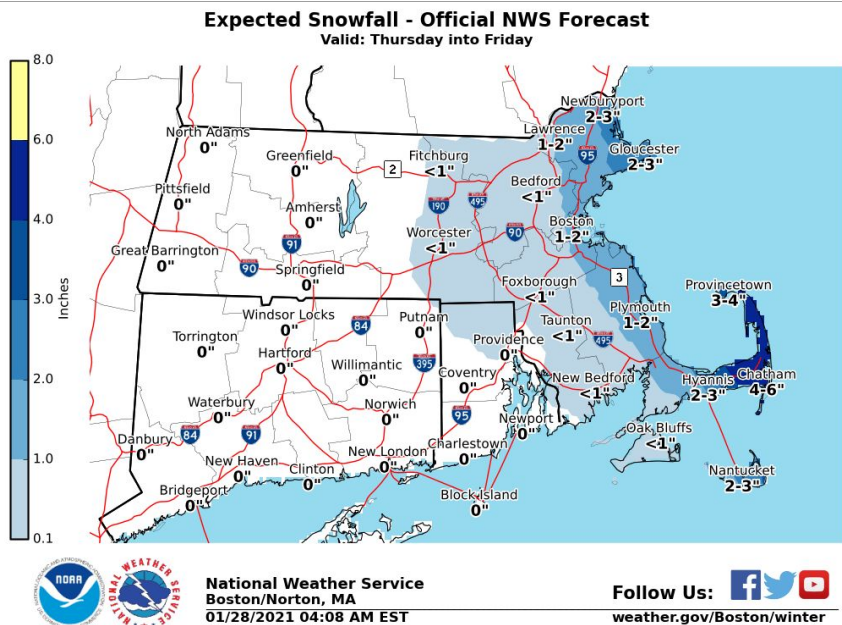 Expected Snowfall - Official NWS Forecast
Valid: Thursday into Friday
8.0
6.0
4.0
3.0
2.0
1.0
0.1
Inches
North Adams
0"
Greenfield
0"
2
Fitchburg
<1"
Lawrence
1-2"
Newburyport
2-3"
95
Gloucester
2-3"
Pittsfield
0"
Amherst
0"
190
495
Bedford
<1"
Great Barrington
0"
90
91
Springfield
0"
Worcester
<1"
90
Boston
1-2"
3
Foxborough
<1"
Provincetown
3-4"
Plymouth
1-2"
Taunton
<1"
495
Windsor Locks
0"
84
Putnam
0"
Torrington
0"
Hartford
0"
Willimantic
0"
395
Providence
0"
Coventry
0"
New Bedford
<1"
Hyannis
2-3"
Chatham
4-6"
Waterbury
0"
Norwich
0"
95
Newport
0"
Oak Bluffs
<1"
Danbury
0"
84
91
New Haven
0"
Clinton
0"
New London
0"
Charlestown
0"
Nantucket
2-3"
Bridgeport
0"
Block Island
0"
NOAA
NATIONAL WEATHER SERVICE
National Weather Service
Boston/Norton, MA
01/28/2021 04:08 AM EST
Follow Us:
weather.gov/Boston/winter